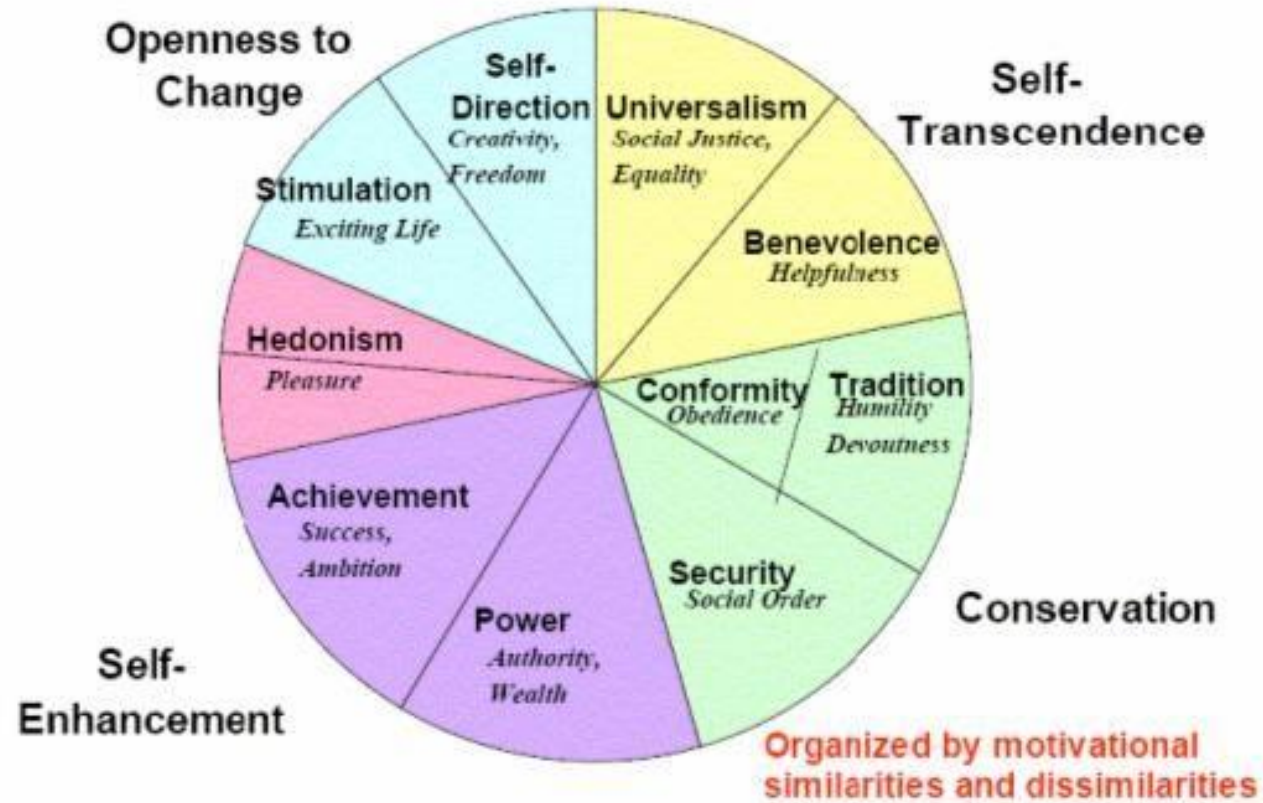 Openness to
Change
Self-
Direction
Creativity,
Freedom
Universalism
Social Justice,
Equality
Self-
Transcendence
Stimulation
Exciting Life
Benevolence
Helpfulness
Hedonism
Pleasure
Conformity
Obedience
Tradition
Humility
Devoutness
Achievement
Success,
Ambition
Security
Social Order
Conservation
Power
Authority,
Wealth
Self-
Enhancement
Organized by motivational
similarities and dissimilarities